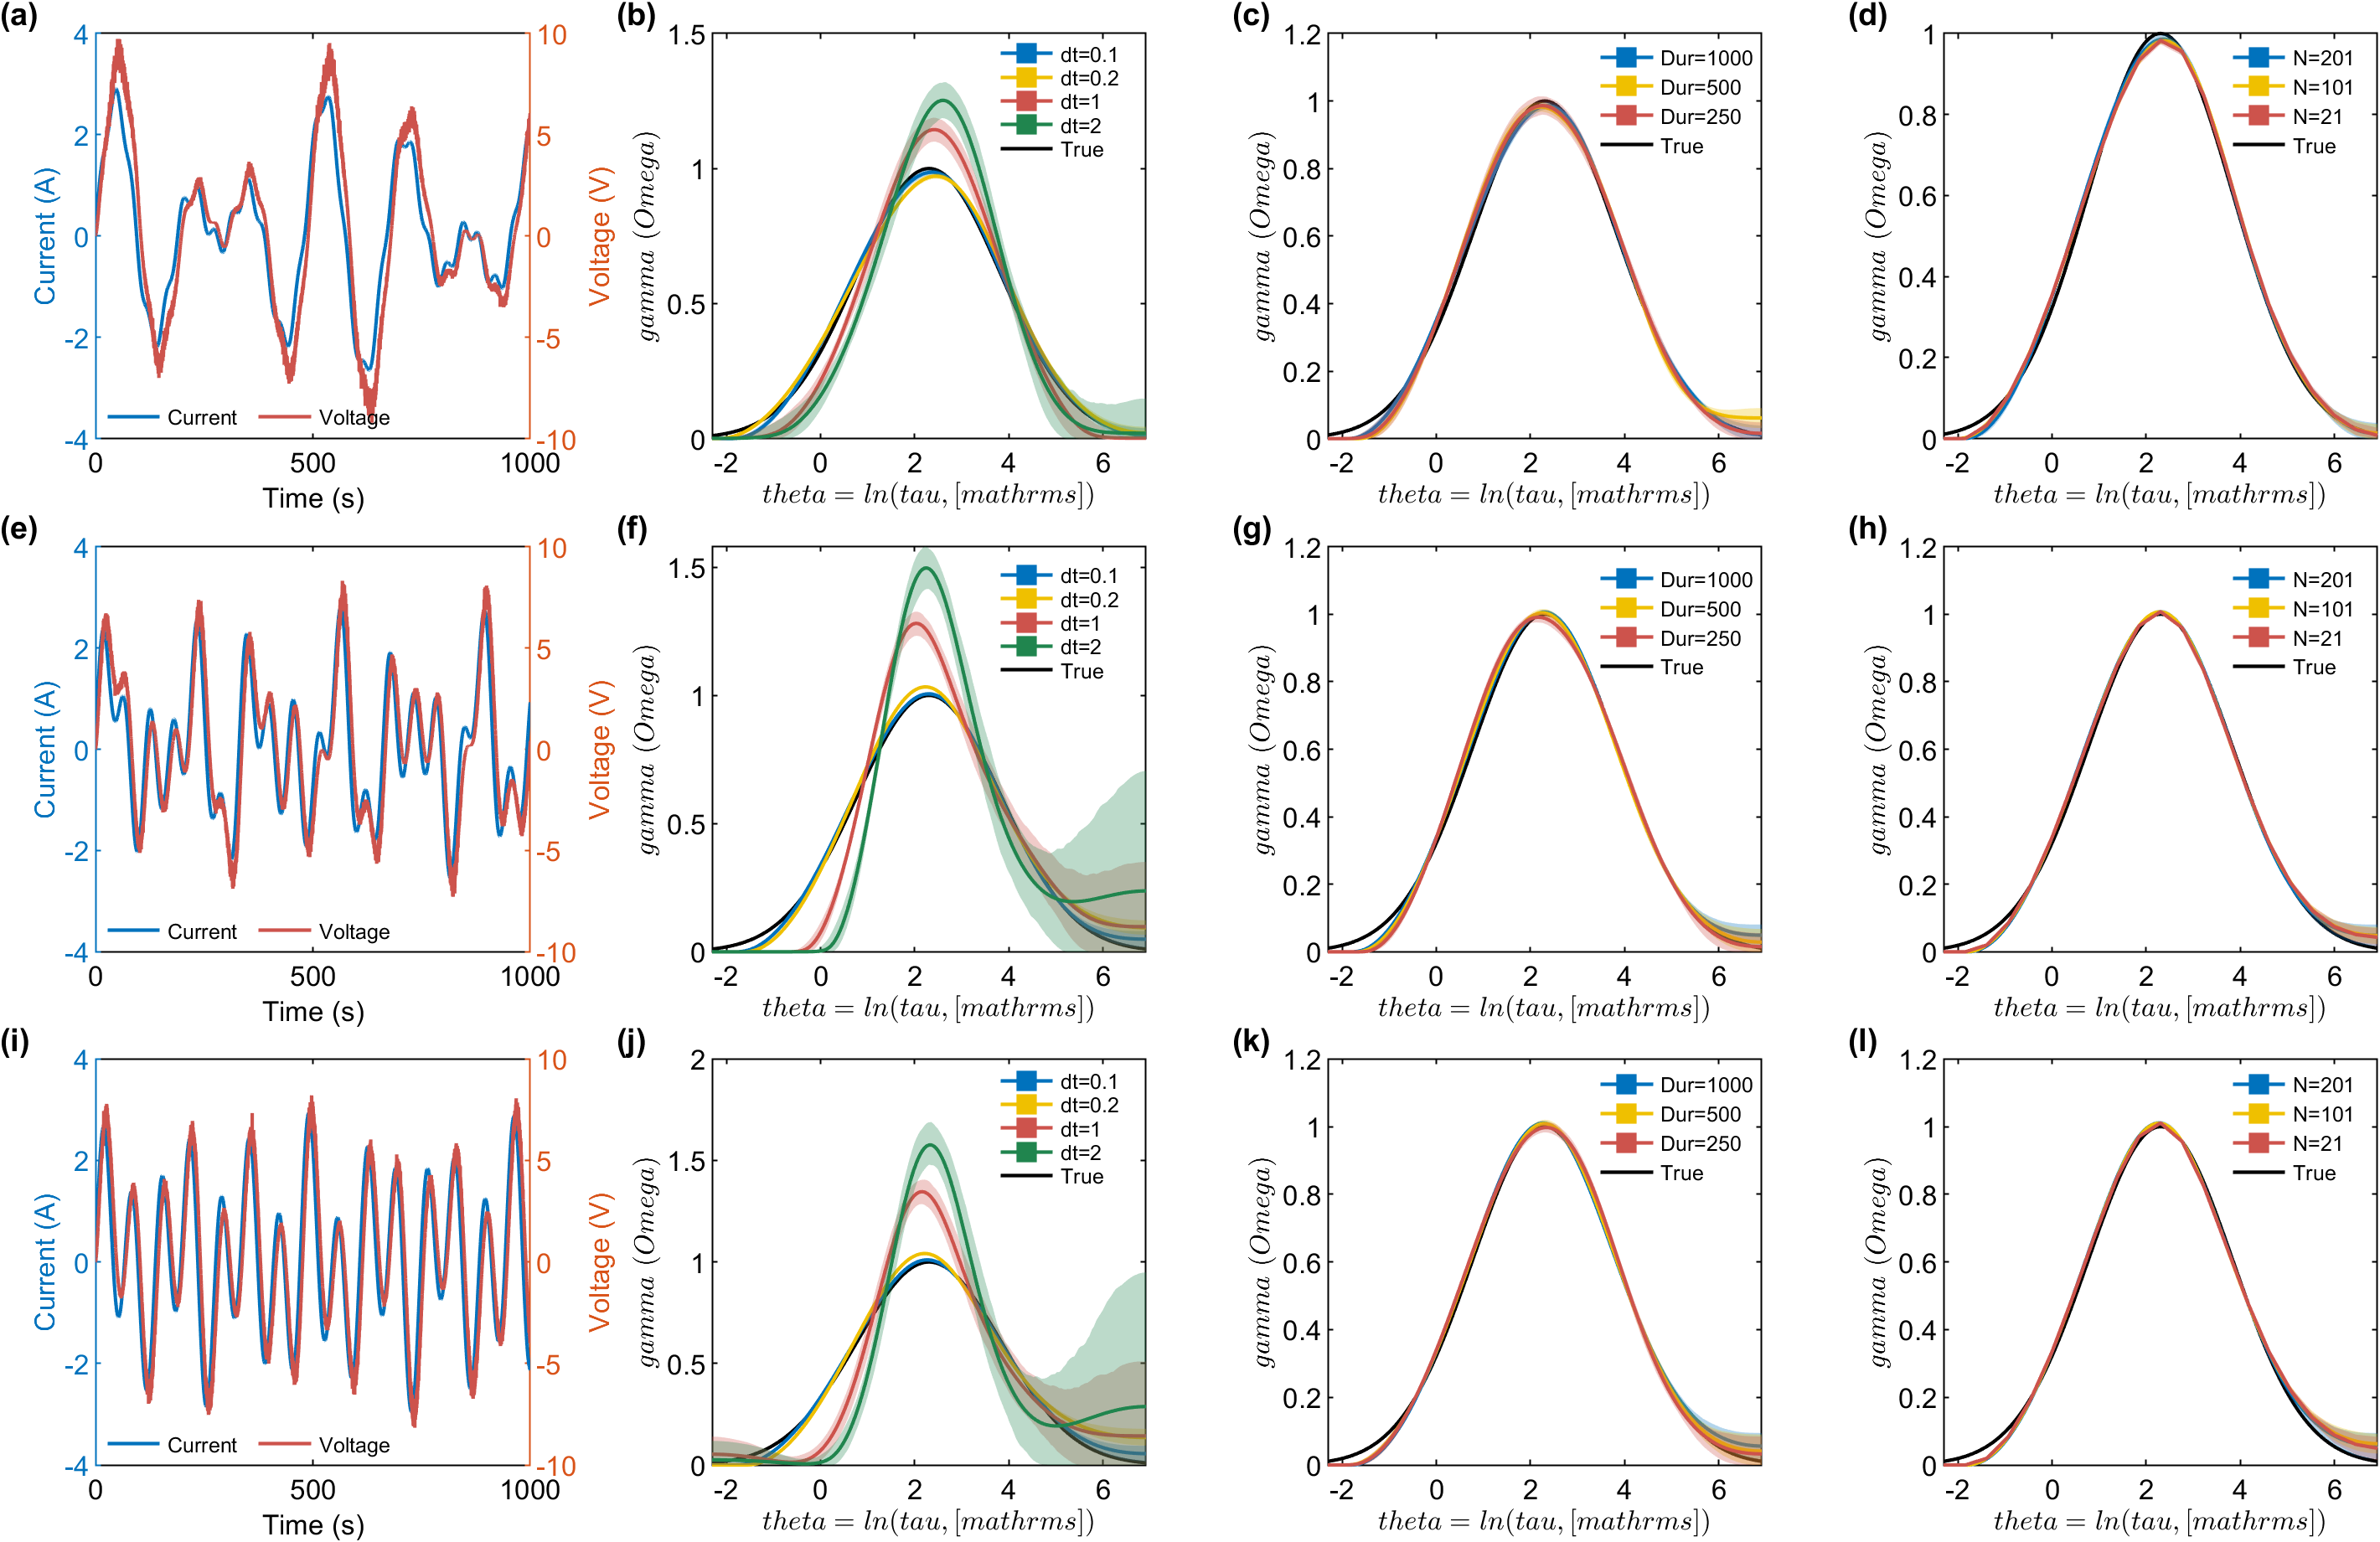 (a)
4
2
0
-2
-4
Current (A)
10
5
0
-5
-10
Voltage (V)
Current
Voltage
0
500
1000
Time (s)
(b)
1.5
1
0.5
0
gamma (Omega)
dt=0.1
dt=0.2
dt=1
dt=2
True
-2
0
2
4
6
theta = ln(tau, [mathrms])
(c)
1.2
1
0.8
0.6
0.4
0.2
0
gamma (Omega)
Dur=1000
Dur=500
Dur=250
True
-2
0
2
4
6
theta = ln(tau, [mathrms])
(d)
1
0.8
0.6
0.4
0.2
0
gamma (Omega)
N=201
N=101
N=21
True
-2
0
2
4
6
theta = ln(tau, [mathrms])
(e)
4
2
0
-2
-4
Current (A)
10
5
0
-5
-10
Voltage (V)
Current
Voltage
0
500
1000
Time (s)
(f)
1.5
1
0.5
0
gamma (Omega)
dt=0.1
dt=0.2
dt=1
dt=2
True
-2
0
2
4
6
theta = ln(tau, [mathrms])
(g)
1.2
1
0.8
0.6
0.4
0.2
0
gamma (Omega)
Dur=1000
Dur=500
Dur=250
True
-2
0
2
4
6
theta = ln(tau, [mathrms])
(h)
1.2
1
0.8
0.6
0.4
0.2
0
gamma (Omega)
N=201
N=101
N=21
True
-2
0
2
4
6
theta = ln(tau, [mathrms])
(i)
4
2
0
-2
-4
Current (A)
10
5
0
-5
-10
Voltage (V)
Current
Voltage
0
500
1000
Time (s)
(j)
2
1.5
1
0.5
0
gamma (Omega)
dt=0.1
dt=0.2
dt=1
dt=2
True
-2
0
2
4
6
theta = ln(tau, [mathrms])
(k)
1.2
1
0.8
0.6
0.4
0.2
0
gamma (Omega)
Dur=1000
Dur=500
Dur=250
True
-2
0
2
4
6
theta = ln(tau, [mathrms])
(l)
1.2
1
0.8
0.6
0.4
0.2
0
gamma (Omega)
N=201
N=101
N=21
True
-2
0
2
4
6
theta = ln(tau, [mathrms])